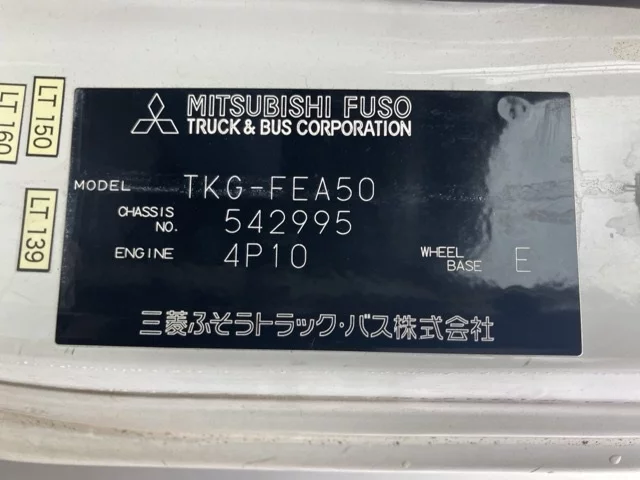 MITSUBISHI FUSO
TRUCK & BUS CORPORATION
MODEL TKG-FEA50
CHASSIS NO. 542995
ENGINE 4P10 WHEEL BASE E
三菱ふそうトラック・バス株式会社
LT 150
LT 160
LT 139